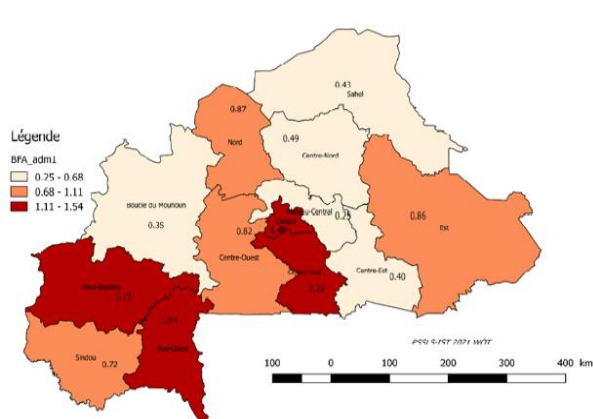 0.43
Sahel
0.87
Nord
0.49
Centre-Nord
Légende
BFA_adm1
0.25 - 0.68
0.68 - 1.11
1.11 - 1.54
Boucle du Mouhoun
0.35
0.25
0.82
Centre-Ouest
0.86
Est
Centre-Est
0.40
1.54
Sud-Ouest
Sindou
0.72
100
0
100
200
300
400 km